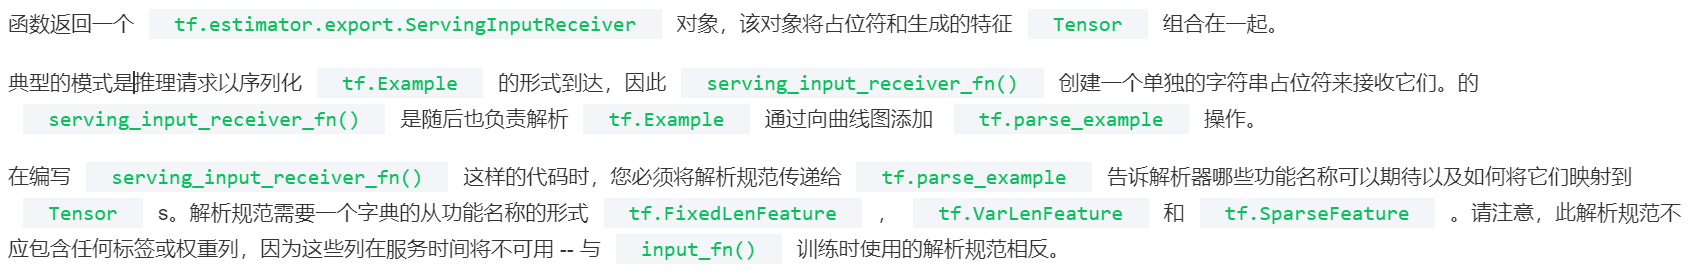 函数返回一个 tf.estimator.export.ServingInputReceiver 对象，该对象将占位符和生成的特征 Tensor 组合在一起。
典型的模式是推理请求以序列化 tf.Example 的形式到达，因此 serving_input_receiver_fn() 创建一个单独的字符串占位符来接收它们。的
serving_input_receiver_fn() 是随后也负责解析 tf.Example 通过向曲线图添加 tf.parse_example 操作。
在编写 serving_input_receiver_fn() 这样的代码时，您必须将解析规范传递给 tf.parse_example 告诉解析器哪些功能名称可以期待以及如何将它们映射到
Tensor s。解析规范需要一个字典的从功能名称的形式 tf.FixedLenFeature ， tf.VarLenFeature 和 tf.SparseFeature 。请注意，此解析规范不
应包含任何标签或权重列，因为这些列在服务时间将不可用 -- 与 input_fn() 训练时使用的解析规范相反。